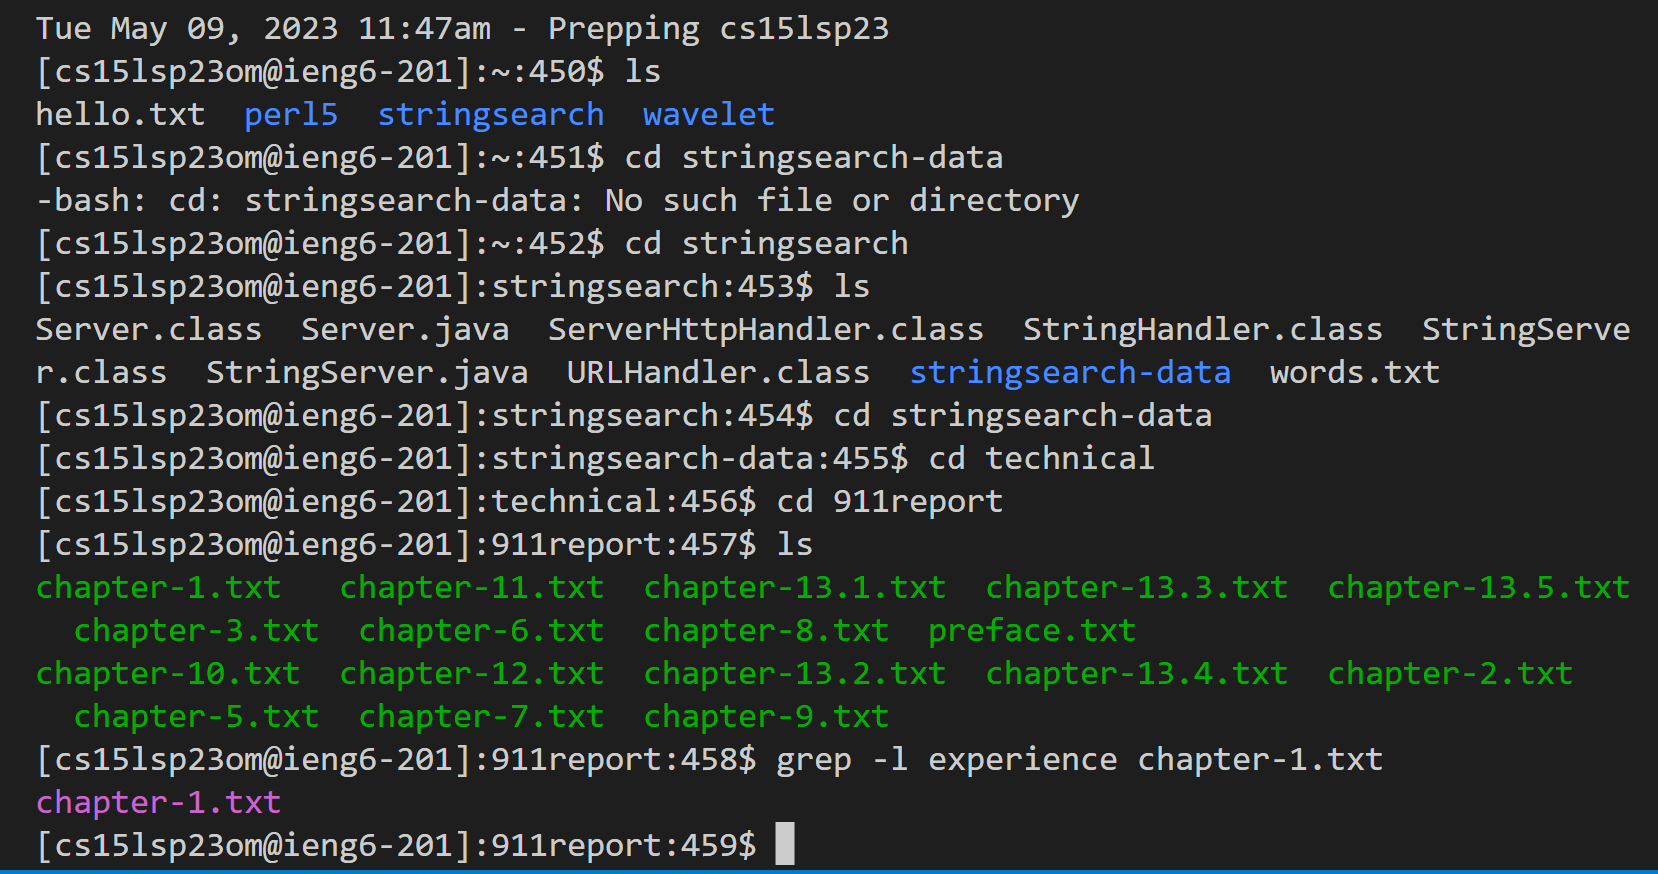 Tue May 09, 2023 11:47am - Prepping cs15lsp23
[cs15lsp23om@ieng6-201]:~:450$ ls
hello.txt  perl5  stringsearch  wavelet
[cs15lsp23om@ieng6-201]:~:451$ cd stringsearch-data
-bash: cd: stringsearch-data: No such file or directory
[cs15lsp23om@ieng6-201]:~:452$ cd stringsearch
[cs15lsp23om@ieng6-201]:stringsearch:453$ ls
Server.class  Server.java  ServerHttpHandler.class  StringHandler.class  StringServe
r.class  StringServer.java  URLHandler.class  stringsearch-data  words.txt
[cs15lsp23om@ieng6-201]:stringsearch:454$ cd stringsearch-data
[cs15lsp23om@ieng6-201]:stringsearch-data:455$ cd technical
[cs15lsp23om@ieng6-201]:technical:456$ cd 911report
[cs15lsp23om@ieng6-201]:911report:457$ ls
chapter-1.txt   chapter-11.txt  chapter-13.1.txt  chapter-13.3.txt  chapter-13.5.txt
  chapter-3.txt  chapter-6.txt  chapter-8.txt  preface.txt
chapter-10.txt  chapter-12.txt  chapter-13.2.txt  chapter-13.4.txt  chapter-2.txt
  chapter-5.txt  chapter-7.txt  chapter-9.txt
[cs15lsp23om@ieng6-201]:911report:458$ grep -l experience chapter-1.txt
chapter-1.txt
[cs15lsp23om@ieng6-201]:911report:459$